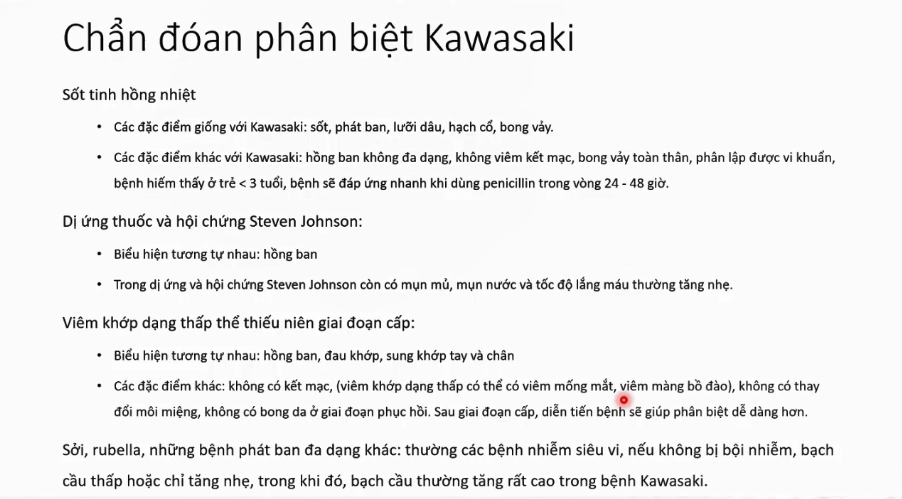 Chẩn đóan phân biệt Kawasaki
Sốt tinh hồng nhiệt
• Các đặc điểm giống với Kawasaki: sốt, phát ban, lưỡi dâu, hạch cổ, bong vảy.
• Các đặc điểm khác với Kawasaki: hồng ban không đa dạng, không viêm kết mạc, bong vảy toàn thân, phân lập được vi khuẩn,
bệnh hiếm thấy ở trẻ < 3 tuổi, bệnh sẽ đáp ứng nhanh khi dùng penicillin trong vòng 24 - 48 giờ.
Dị ứng thuốc và hội chứng Steven Johnson:
• Biểu hiện tương tự nhau: hồng ban
• Trong dị ứng và hội chứng Steven Johnson còn có mụn mủ, mụn nước và tốc độ lắng máu thường tăng nhẹ.
Viêm khớp dạng thấp thể thiếu niên giai đoạn cấp:
• Biểu hiện tương tự nhau: hồng ban, đau khớp, sung khớp tay và chân
• Các đặc điểm khác: không có kết mạc, (viêm khớp dạng thấp có thể có viêm mống mắt, viêm màng bồ đào), không có thay
đổi môi miệng, không có bong da ở giai đoạn phục hồi. Sau giai đoạn cấp, diễn tiến bệnh sẽ giúp phân biệt dễ dàng hơn.
Sởi, rubella, những bệnh phát ban đa dạng khác: thường các bệnh nhiễm siêu vi, nếu không bị bội nhiễm, bạch
cầu thấp hoặc chỉ tăng nhẹ, trong khi đó, bạch cầu thường tăng rất cao trong bệnh Kawasaki.